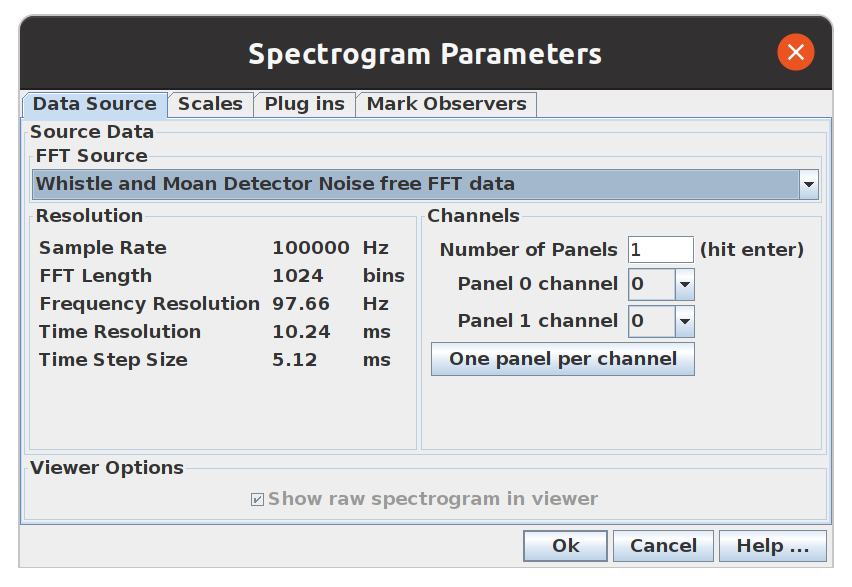 Spectrogram Parameters
Data Source Scales Plug ins Mark Observers
Source Data
FFT Source
Whistle and Moan Detector Noise free FFT data
Resolution
Sample Rate 100000 Hz
FFT Length 1024 bins
Frequency Resolution 97.66 Hz
Time Resolution 10.24 ms
Time Step Size 5.12 ms
Channels
Number of Panels 1 (hit enter)
Panel 0 channel 0
Panel 1 channel 0
One panel per channel
Viewer Options
Show raw spectrogram in viewer
Ok Cancel Help ...